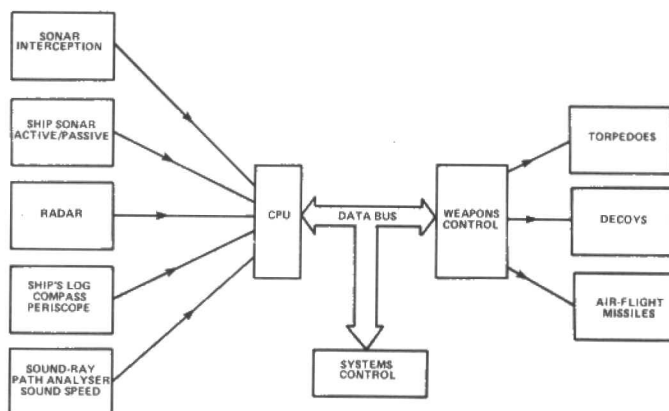 SONAR
INTERCEPTION
SHIP SONAR
ACTIVE/PASSIVE
RADAR
SHIP'S LOG
COMPASS
PERISCOPE
SOUND-RAY
PATH ANALYSER
SOUND SPEED
CPU
DATA BUS
SYSTEMS
CONTROL
WEAPONS
CONTROL
TORPEDOES
DECOYS
AIR-FLIGHT
MISSILES